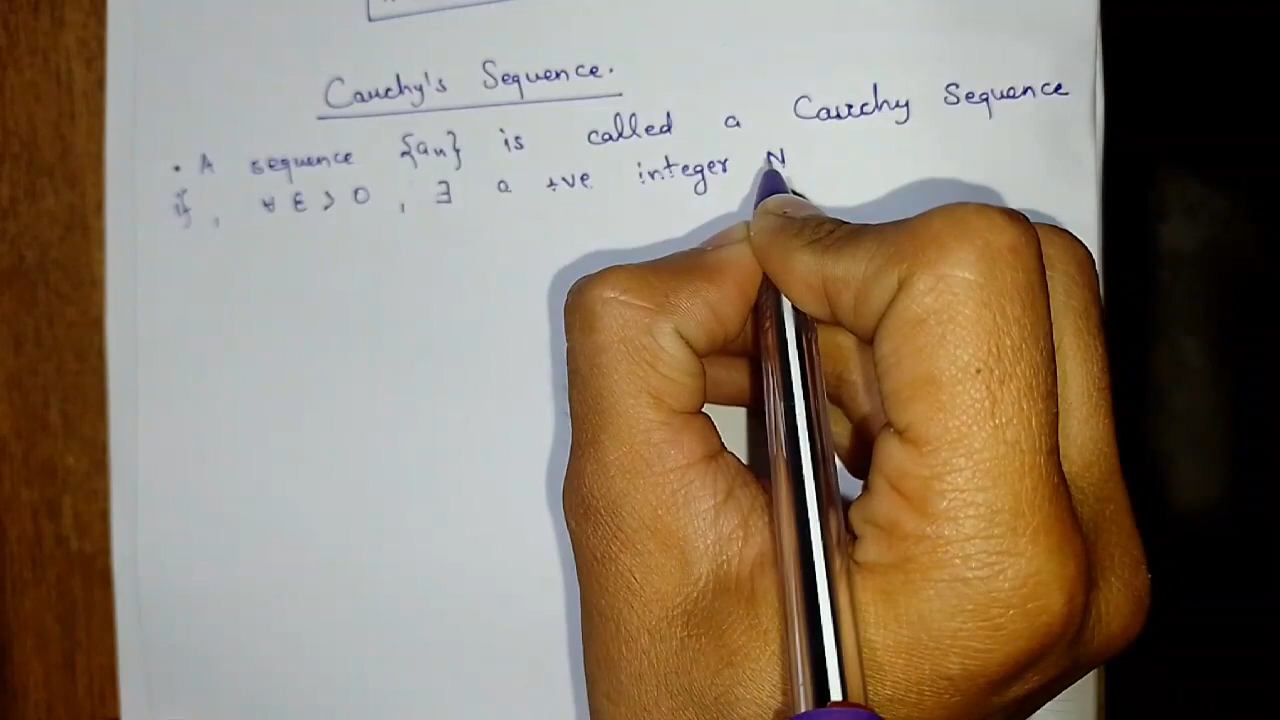 Cauchy's Sequence.
• A sequence {aₙ} is called a Cauchy Sequence
if, ∀ ε > 0, ∃ a +ve integer N